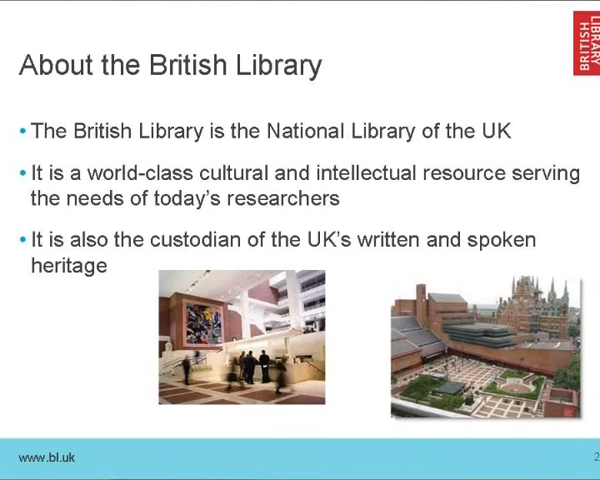 About the British Library
BRITISH
LIBRARY
• The British Library is the National Library of the UK
• It is a world-class cultural and intellectual resource serving
the needs of today's researchers
• It is also the custodian of the UK's written and spoken
heritage
www.bl.uk
2